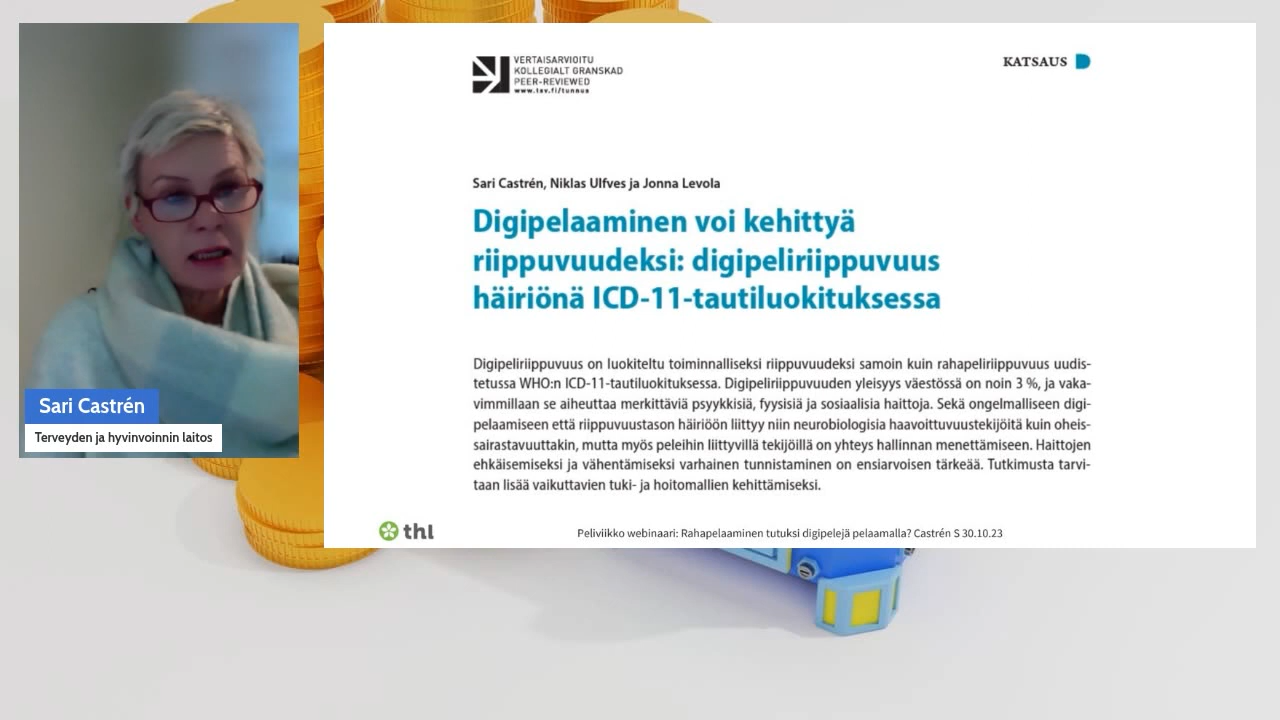 VERTAISARVIOITU
KOLLEGIALT GRANSKAD
PEER-REVIEWED
www.tsv.fi/tunnus
KATSAUS
Sari Castrén, Niklas Ulfves ja Jonna Levola
Digipelaaminen voi kehittyä
riippuvuudeksi: digipeliriippuvuus
häiriönä ICD-11-tautiluokituksessa
Digipeliriippuvuus on luokiteltu toiminnalliseksi riippuvuudeksi samoin kuin rahapeliriippuvuus uudis-
tetussa WHO:n ICD-11-tautiluokituksessa. Digipeliriippuvuuden yleisyys väestössä on noin 3 %, ja vaka-
vimmillaan se aiheuttaa merkittäviä psyykkisiä, fyysisiä ja sosiaalisia haittoja. Sekä ongelmalliseen digi-
pelaamiseen että riippuvuustason häiriöön liittyy niin neurobiologisia haavoittuvuustekijöitä kuin oheis-
sairastavuuttakin, mutta myös peleihin liittyvillä tekijöillä on yhteys hallinnan menettämiseen. Haittojen
ehkäisemiseksi ja vähentämiseksi varhainen tunnistaminen on ensiarvoisen tärkeää. Tutkimusta tarvi-
taan lisää vaikuttavien tuki- ja hoitomallien kehittämiseksi.
thl
Peliviikko webinaari: Rahapelaaminen tutuksi digipelejä pelaamalla? Castrén S 30.10.23
Sari Castrén
Terveyden ja hyvinvoinnin laitos